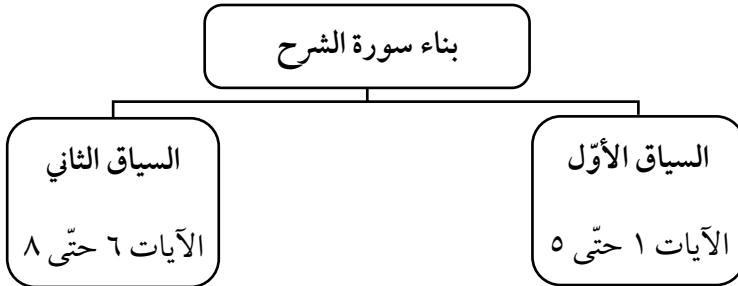 بناء سورة الشرح
السياق الأوّل
الآيات ١ حتّى ٥
السياق الثاني
الآيات ٦ حتّى ٨